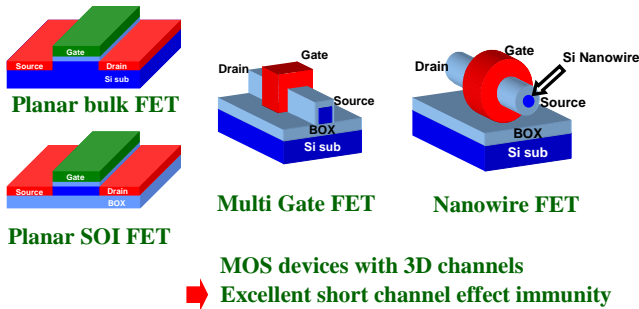 Gate
Source
Drain
Si sub
Planar bulk FET
Gate
Source
Drain
BOX
Planar SOI FET
Gate
Drain
Source
BOX
Si sub
Multi Gate FET
Gate
Si Nanowire
Drain
Source
BOX
Si sub
Nanowire FET
MOS devices with 3D channels
Excellent short channel effect immunity